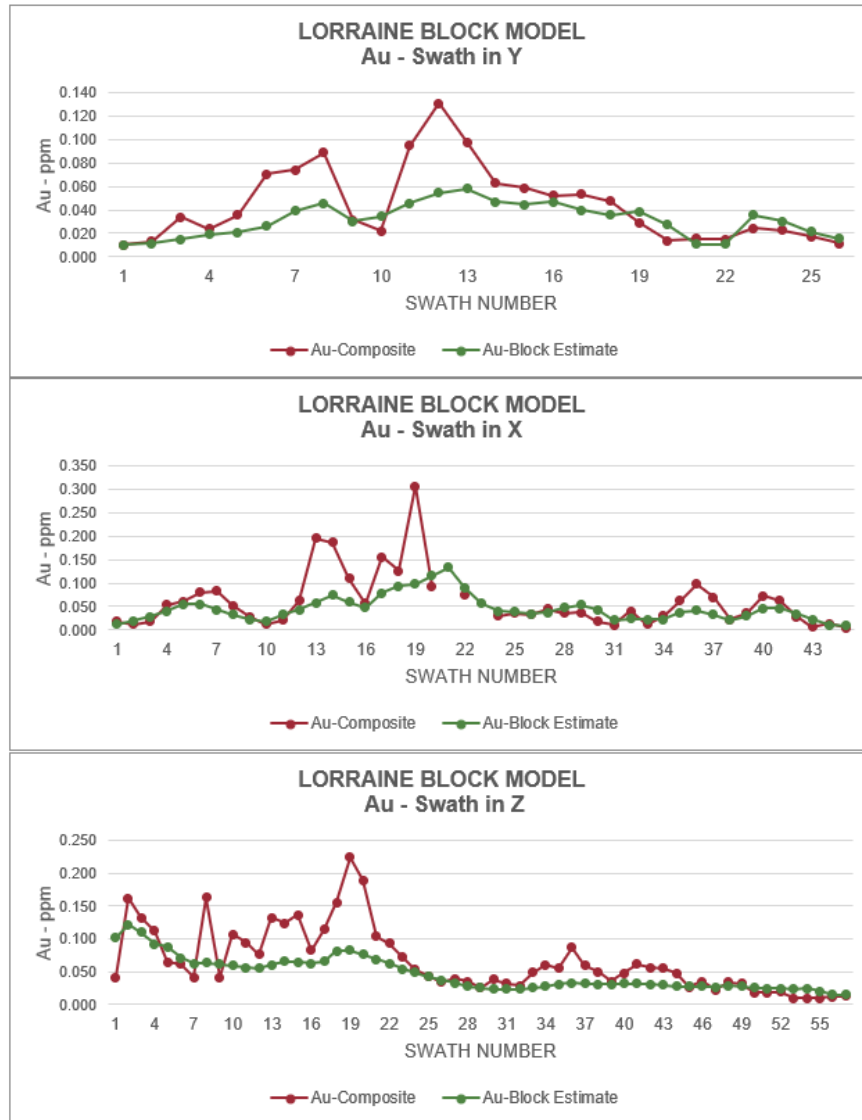 LORRAINE BLOCK MODEL
Au - Swath in Y
Au - ppm
0.140
0.120
0.100
0.080
0.060
0.040
0.020
0.000
1 4 7 10 13 16 19 22 25
SWATH NUMBER
Au-Composite Au-Block Estimate
LORRAINE BLOCK MODEL
Au - Swath in X
Au - ppm
0.350
0.300
0.250
0.200
0.150
0.100
0.050
0.000
1 4 7 10 13 16 19 22 25 28 31 34 37 40 43
SWATH NUMBER
Au-Composite Au-Block Estimate
LORRAINE BLOCK MODEL
Au - Swath in Z
Au - ppm
0.250
0.200
0.150
0.100
0.050
0.000
1 4 7 10 13 16 19 22 25 28 31 34 37 40 43 46 49 52 55
SWATH NUMBER
Au-Composite Au-Block Estimate